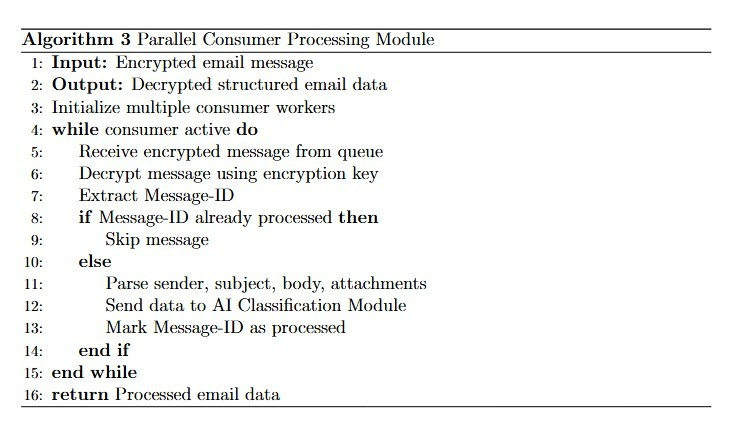 Algorithm 3 Parallel Consumer Processing Module
1: Input: Encrypted email message
2: Output: Decrypted structured email data
3: Initialize multiple consumer workers
4: while consumer active do
5: Receive encrypted message from queue
6: Decrypt message using encryption key
7: Extract Message-ID
8: if Message-ID already processed then
9: Skip message
10: else
11: Parse sender, subject, body, attachments
12: Send data to AI Classification Module
13: Mark Message-ID as processed
14: end if
15: end while
16: return Processed email data